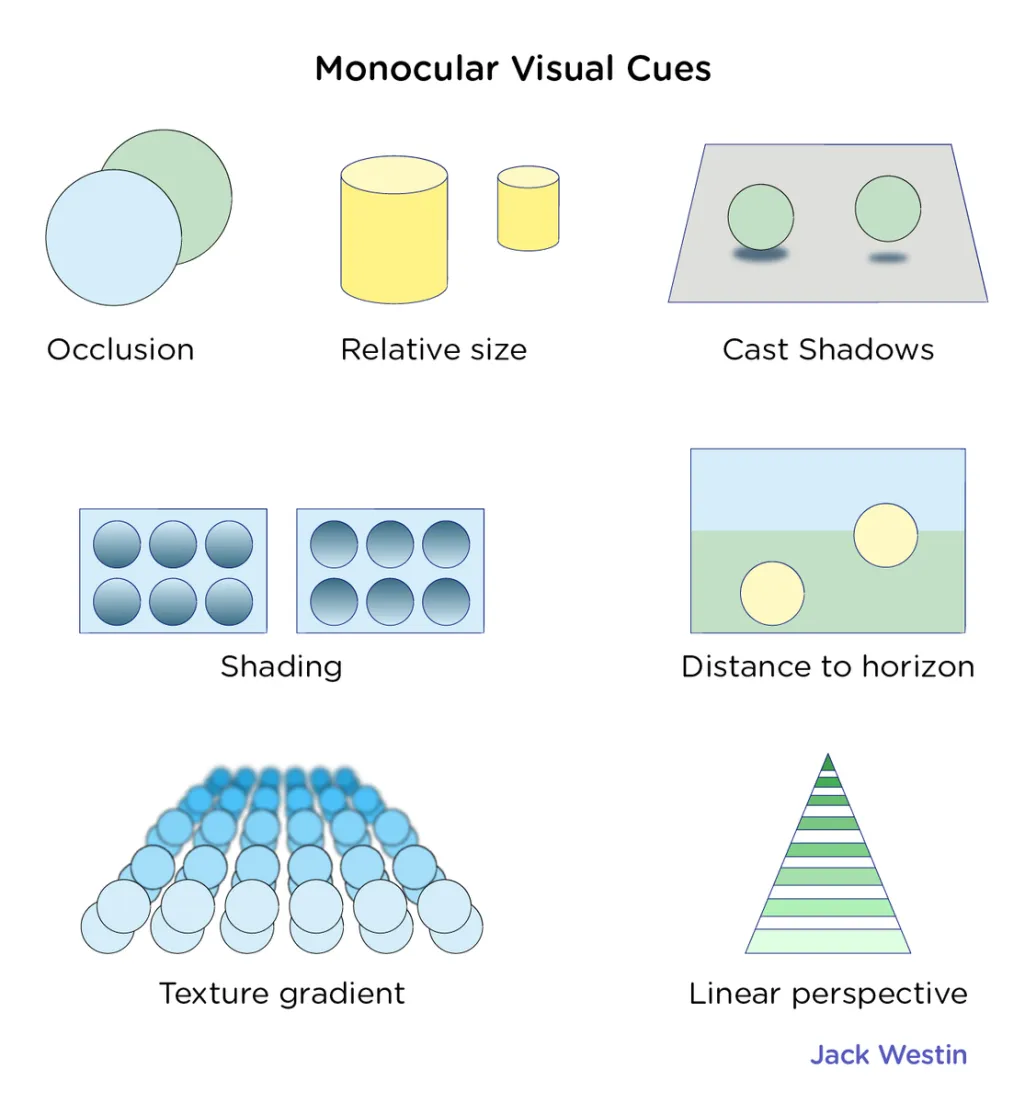 Monocular Visual Cues
Occlusion
Relative size
Cast Shadows
Shading
Distance to horizon
Texture gradient
Linear perspective
Jack Westin